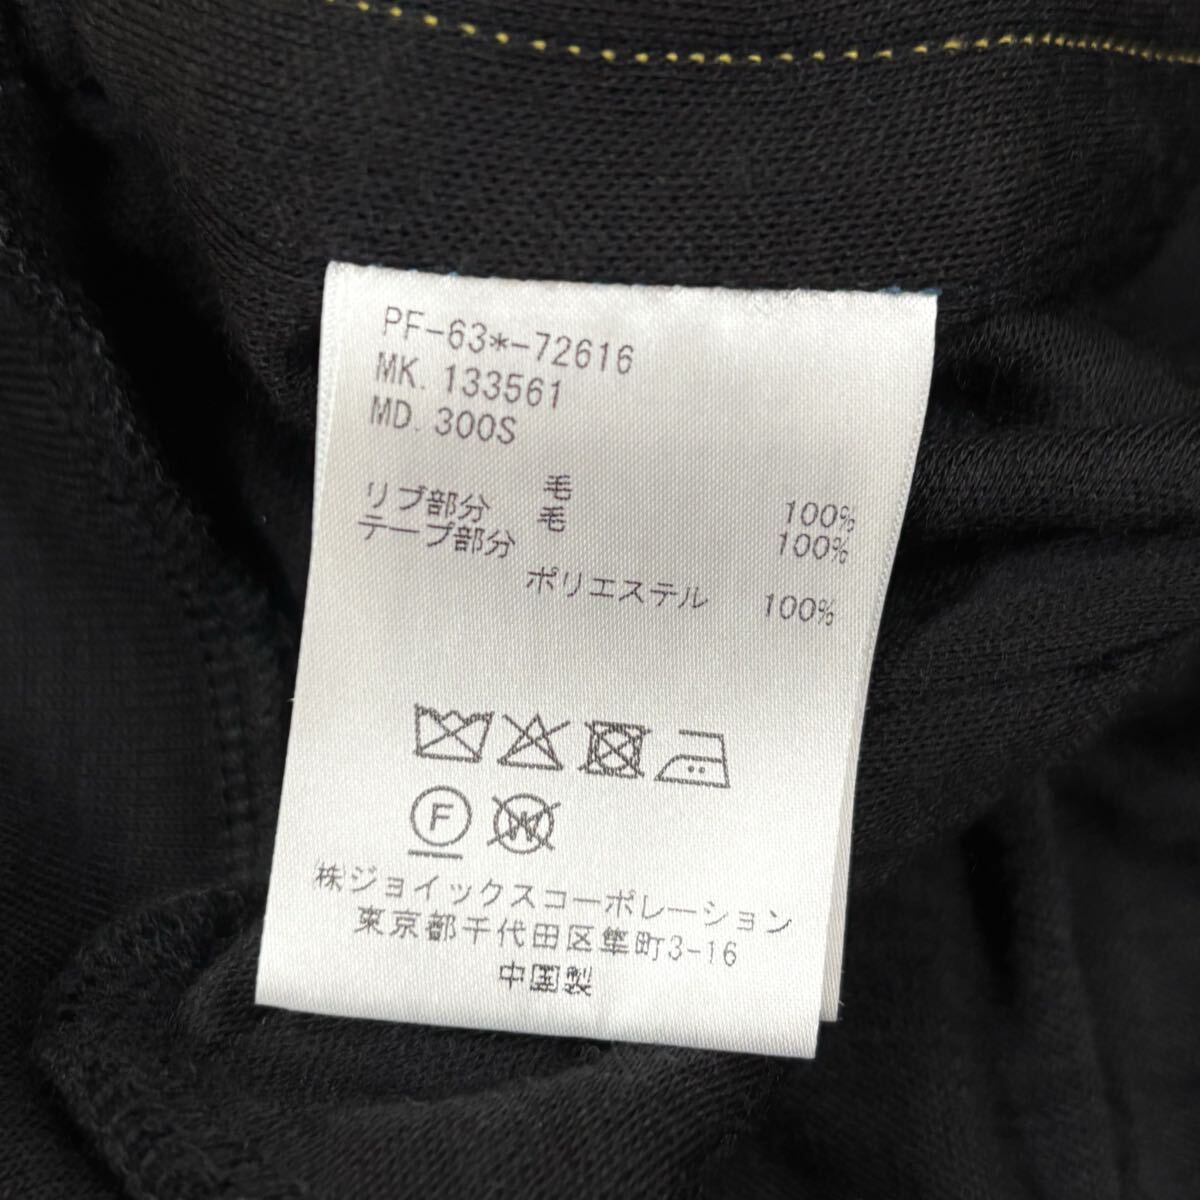 PF-63*-72616
MK. 133561
MD. 300S
毛 100%
リブ部分 毛 100%
テープ部分
ポリエステル 100%
F
W
株ジョイックスコーポレーション
東京都千代田区隼町3-16
中国製